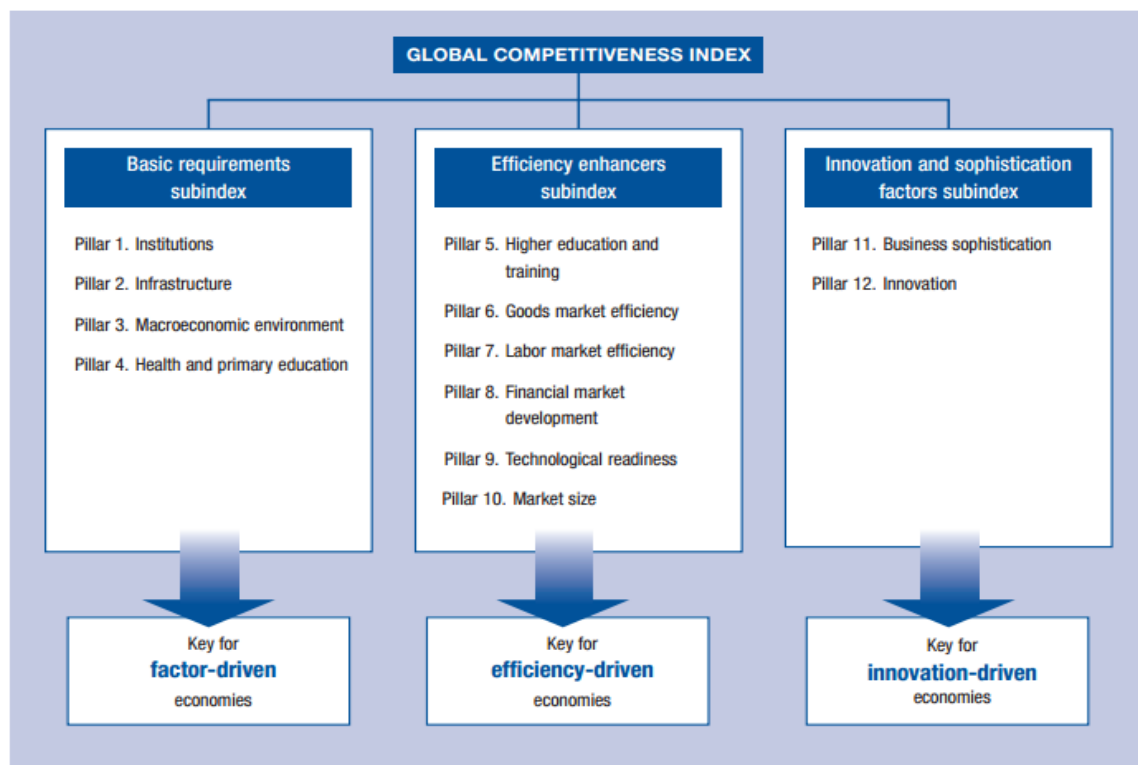 GLOBAL COMPETITIVENESS INDEX
Basic requirements
subindex
Pillar 1. Institutions
Pillar 2. Infrastructure
Pillar 3. Macroeconomic environment
Pillar 4. Health and primary education
Key for
factor-driven
economies
Efficiency enhancers
subindex
Pillar 5. Higher education and
training
Pillar 6. Goods market efficiency
Pillar 7. Labor market efficiency
Pillar 8. Financial market
development
Pillar 9. Technological readiness
Pillar 10. Market size
Key for
efficiency-driven
economies
Innovation and sophistication
factors subindex
Pillar 11. Business sophistication
Pillar 12. Innovation
Key for
innovation-driven
economies